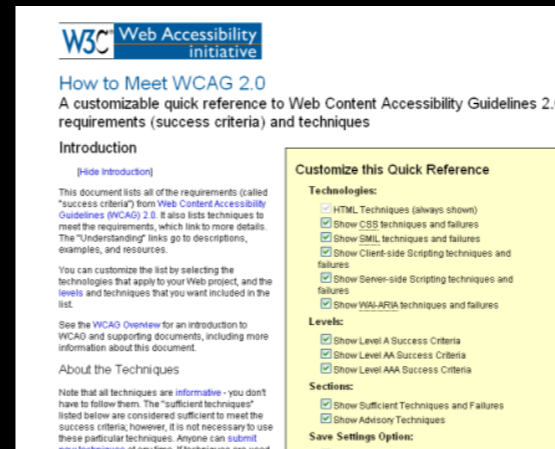 W3C Web Accessibility
initiative
How to Meet WCAG 2.0
A customizable quick reference to Web Content Accessibility Guidelines 2.0
requirements (success criteria) and techniques
Introduction
[Hide Introduction]
This document lists all of the requirements (called
"success criteria") from Web Content Accessibility
Guidelines (WCAG) 2.0. It also lists techniques to
meet the requirements, which link to more details.
The "Understanding" links go to descriptions,
examples, and resources.
You can customize the list by selecting the
technologies that apply to your Web project, and the
levels and techniques that you want included in the
list.
See the WCAG Overview for an introduction to
WCAG and supporting documents, including more
information about this document.
About the Techniques
Note that all techniques are informative - you don't
have to follow them. The "sufficient techniques"
listed below are considered sufficient to meet the
success criteria; however, it is not necessary to use
these particular techniques. Anyone can submit
new techniques at any time. If techniques are used
Customize this Quick Reference
Technologies:
HTML Techniques (always shown)
Show CSS techniques and failures
Show SMIL techniques and failures
Show Client-side Scripting techniques and
failures
Show Server-side Scripting techniques and
failures
Show WAI-ARIA techniques and failures
Levels:
Show Level A Success Criteria
Show Level AA Success Criteria
Show Level AAA Success Criteria
Sections:
Show Sufficient Techniques and Failures
Show Advisory Techniques
Save Settings Option: